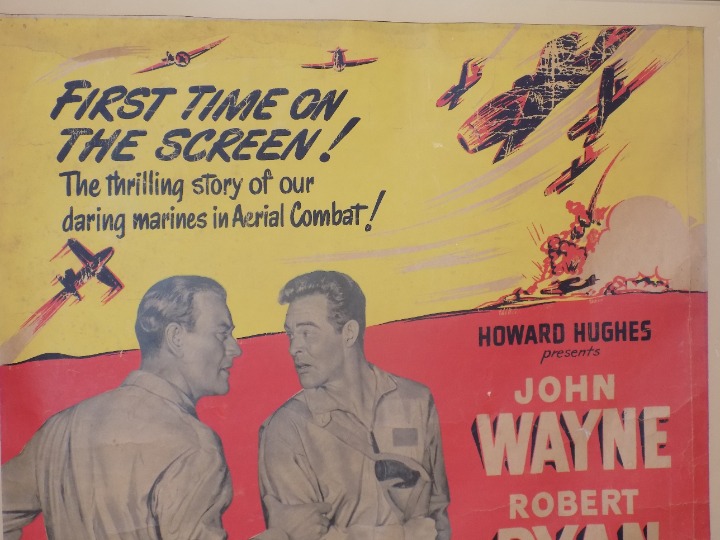 FIRST TIME ON
THE SCREEN!
The thrilling story of our
daring marines in Aerial Combat!
HOWARD HUGHES
presents
JOHN
WAYNE
ROBERT
RYAN